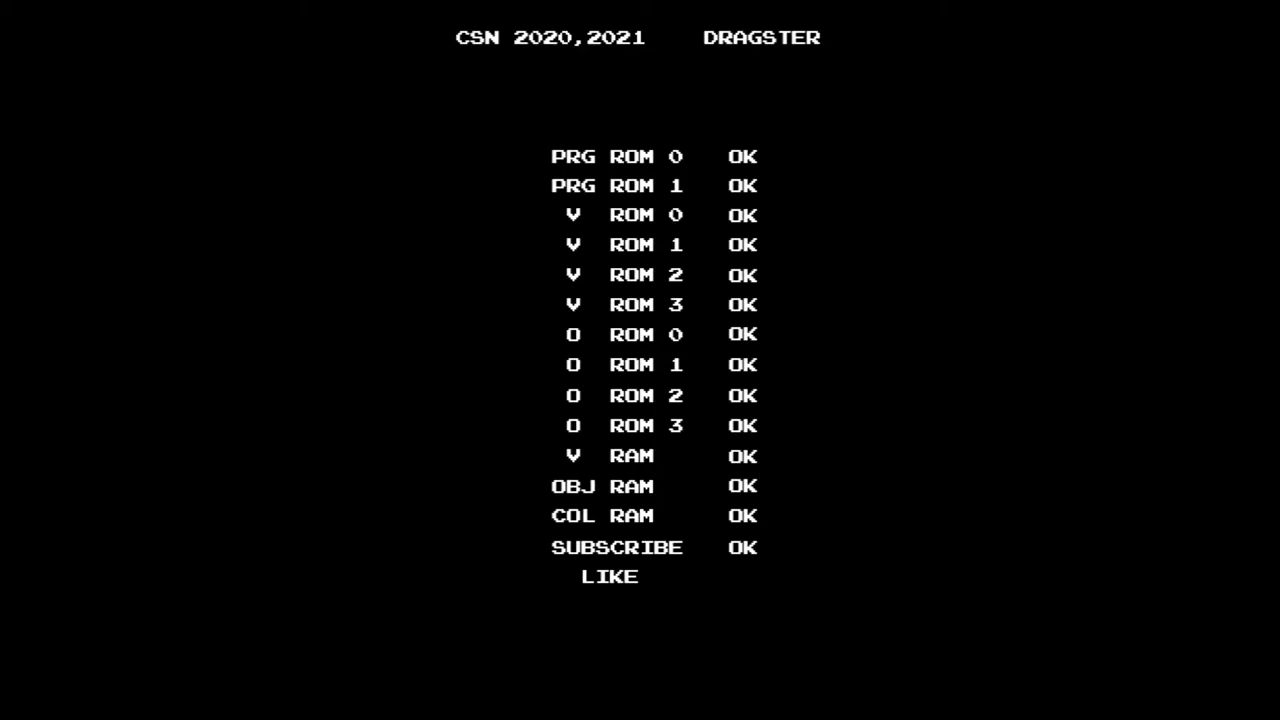 CSN 2020,2021 DRAGSTER
PRG ROM 0 OK
PRG ROM 1 OK
V ROM 0 OK
V ROM 1 OK
V ROM 2 OK
V ROM 3 OK
O ROM 0 OK
O ROM 1 OK
O ROM 2 OK
O ROM 3 OK
V RAM OK
OBJ RAM OK
COL RAM OK
SUBSCRIBE OK
LIKE